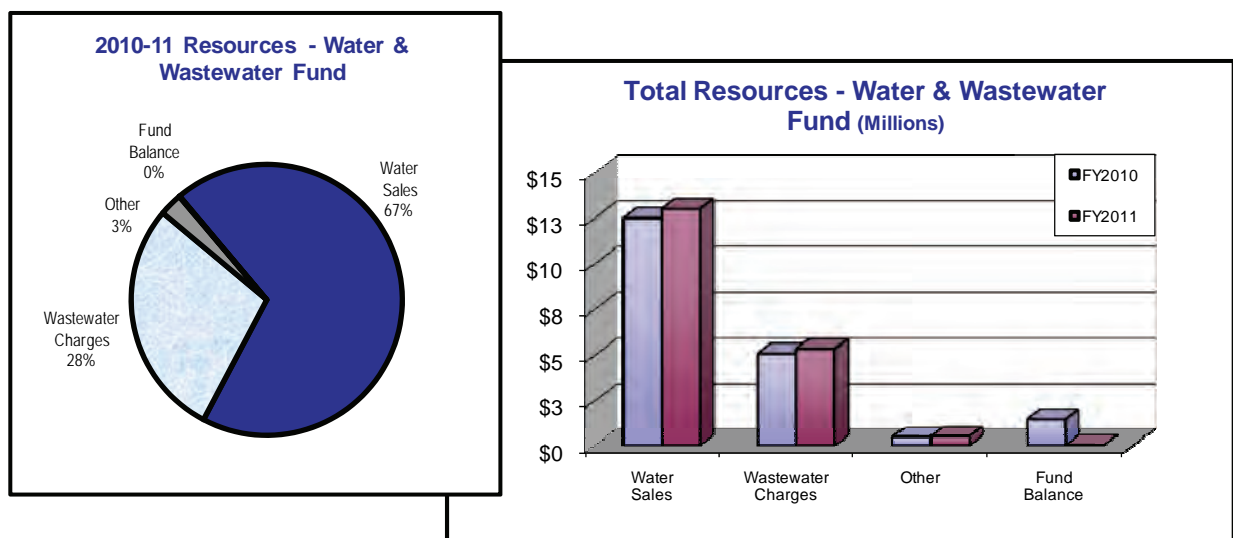 2010-11 Resources - Water &
Wastewater Fund
Fund
Balance
0%
Water
Sales
67%
Other
3%
Wastewater
Charges
28%
Total Resources - Water & Wastewater
Fund (Millions)
$15
$13
$10
$8
$5
$3
$0
FY2010
FY2011
Water
Sales
Wastewater
Charges
Other
Fund
Balance